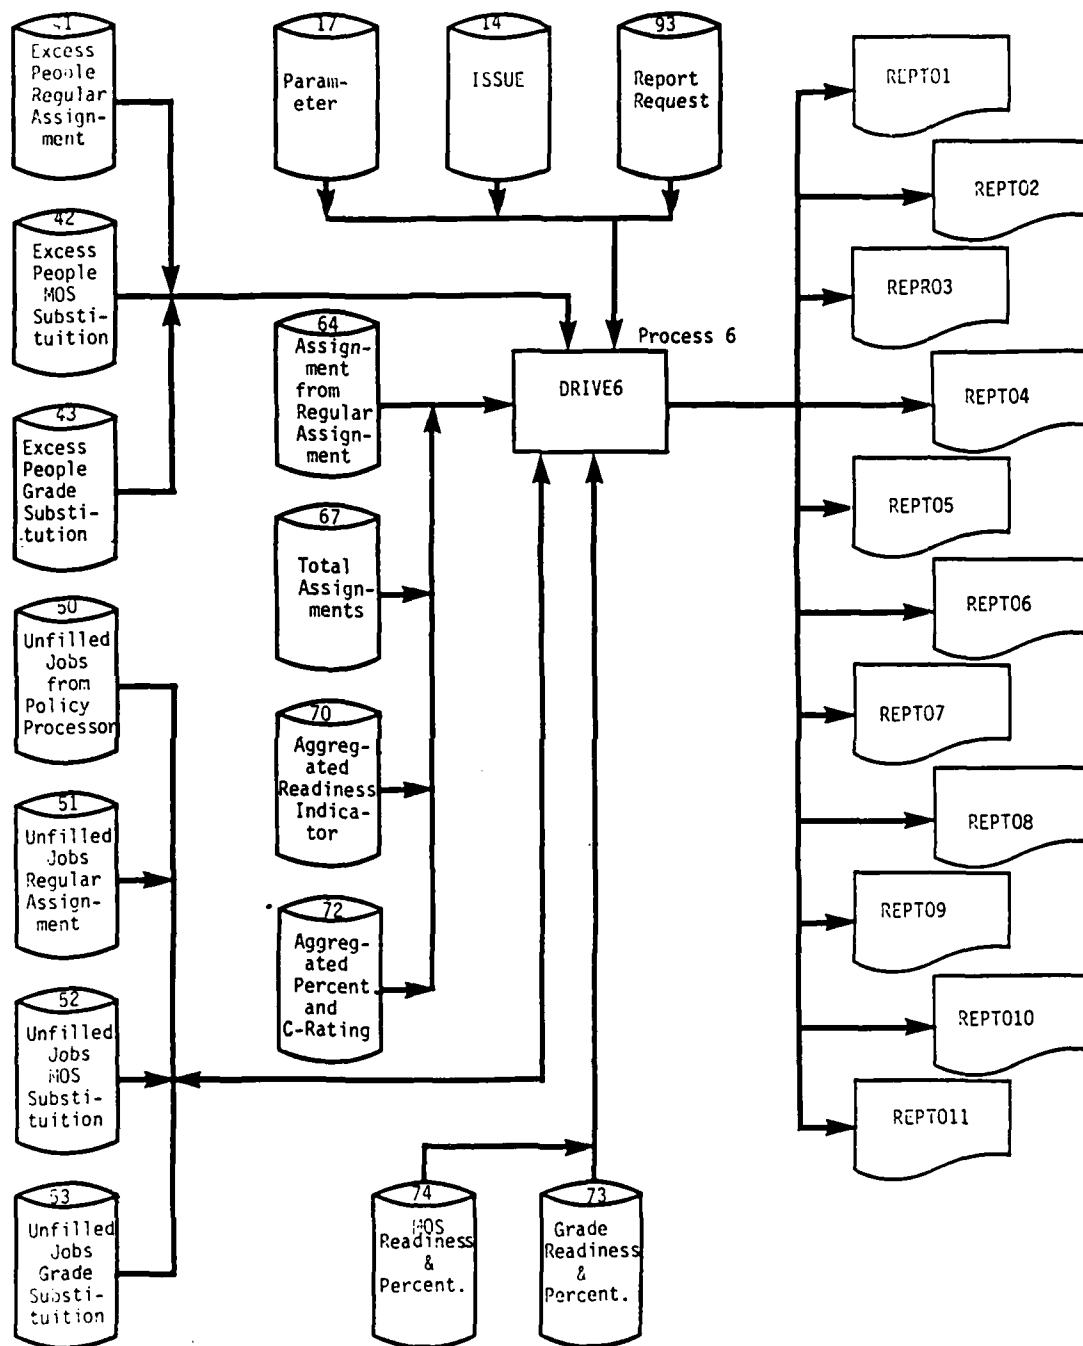 41
Excess
People
Regular
Assign-
ment
17
Param-
eter
14
ISSUE
93
Report
Request
42
Excess
People
MOS
Substi-
tuition
43
Excess
People
Grade
Substi-
tution
50
Unfilled
Jobs
from
Policy
Processor
51
Unfilled
Jobs
Regular
Assign-
ment
52
Unfilled
Jobs
MOS
Substi-
tuition
53
Unfilled
Jobs
Grade
Substi-
tuition
64
Assign-
ment
from
Regular
Assign-
ment
67
Total
Assign-
ments
70
Aggreg-
ated
Readiness
Indica-
tor
72
Aggreg-
ated
Percent
and
C-Rating
Process 6
DRIVE6
74
MOS
Readiness
&
Percent.
73
Grade
Readiness
&
Percent.
REPT01
REPT02
REPR03
REPT04
REPT05
REPT06
REPT07
REPT08
REPT09
REPT010
REPT011